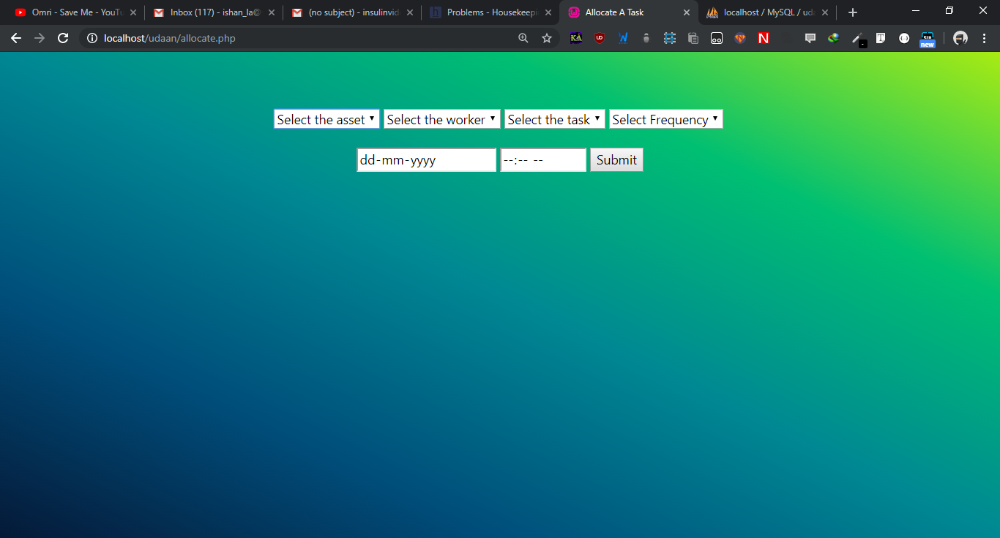 Omri - Save Me - YouTu
Inbox (117) - ishan_la@
(no subject) - insulinvid
Problems - Housekeepi
Allocate A Task
localhost / MySQL / uda
localhost/udaan/allocate.php
KA
UD
W
N
T
new
Select the asset
Select the worker
Select the task
Select Frequency
dd-mm-yyyy
--:-- --
Submit